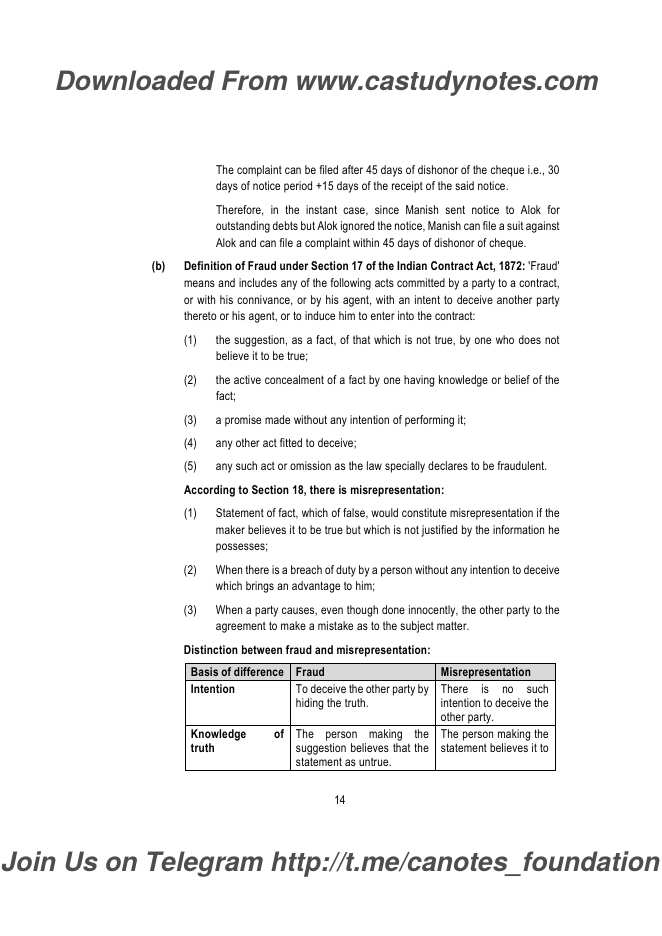 Downloaded From www.castudynotes.com
The complaint can be filed after 45 days of dishonor of the cheque i.e., 30
days of notice period +15 days of the receipt of the said notice.
Therefore, in the instant case, since Manish sent notice to Alok for
outstanding debts but Alok ignored the notice, Manish can file a suit against
Alok and can file a complaint within 45 days of dishonor of cheque.
(b) Definition of Fraud under Section 17 of the Indian Contract Act, 1872: 'Fraud'
means and includes any of the following acts committed by a party to a contract,
or with his connivance, or by his agent, with an intent to deceive another party
thereto or his agent, or to induce him to enter into the contract:
(1) the suggestion, as a fact, of that which is not true, by one who does not
believe it to be true;
(2) the active concealment of a fact by one having knowledge or belief of the
fact;
(3) a promise made without any intention of performing it;
(4) any other act fitted to deceive;
(5) any such act or omission as the law specially declares to be fraudulent.
According to Section 18, there is misrepresentation:
(1) Statement of fact, which of false, would constitute misrepresentation if the
maker believes it to be true but which is not justified by the information he
possesses;
(2) When there is a breach of duty by a person without any intention to deceive
which brings an advantage to him;
(3) When a party causes, even though done innocently, the other party to the
agreement to make a mistake as to the subject matter.
Distinction between fraud and misrepresentation:
Basis of difference Fraud Misrepresentation
Intention To deceive the other party by There is no such
hiding the truth. intention to deceive the
other party.
Knowledge of The person making the The person making the
truth suggestion believes that the statement believes it to
statement as untrue.
14
Join Us on Telegram http://t.me/canotes_foundation